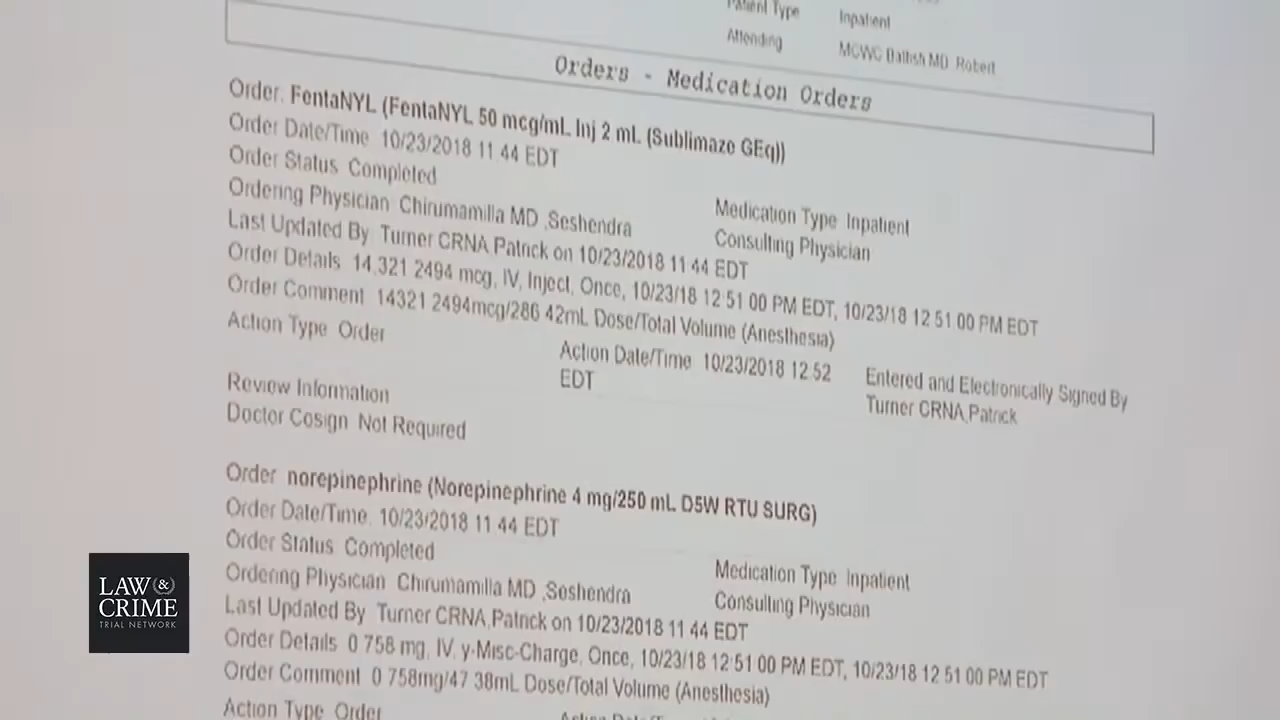 Patient Type Inpatient
Attending MCWC Baltish MD Robert
Orders - Medication Orders
Order. FentaNYL (FentaNYL 50 mcg/mL Inj 2 mL (Sublimaze GEq))
Order Date/Time 10/23/2018 11 44 EDT
Order Status Completed
Medication Type Inpatient
Ordering Physician Chirumamilla MD ,Seshendra
Consulting Physician
Last Updated By Turner CRNA,Patrick on 10/23/2018 11 44 EDT
Order Details 14,321 2494 mcg, IV, Inject, Once, 10/23/18 12:51 00 PM EDT, 10/23/18 12 51 00 PM EDT
Order Comment 14321 2494mcg/286 42mL Dose/Total Volume (Anesthesia)
Action Type Order
Action Date/Time 10/23/2018 12:52
EDT
Entered and Electronically Signed By
Turner CRNA,Patrick
Review Information
Doctor Cosign Not Required
Order norepinephrine (Norepinephrine 4 mg/250 mL D5W RTU SURG)
Order Date/Time. 10/23/2018 11 44 EDT
Order Status Completed
Medication Type Inpatient
Ordering Physician Chirumamilla MD ,Seshendra
Consulting Physician
Last Updated By Turner CRNA,Patrick on 10/23/2018 11 44 EDT
Order Details 0 758 mg, IV, y-Misc-Charge, Once, 10/23/18 12 51 00 PM EDT, 10/23/18 12 51 00 PM EDT
Order Comment 0 758mg/47 38mL Dose/Total Volume (Anesthesia)
Action Type Order
LAW &
CRIME
TRIAL NETWORK